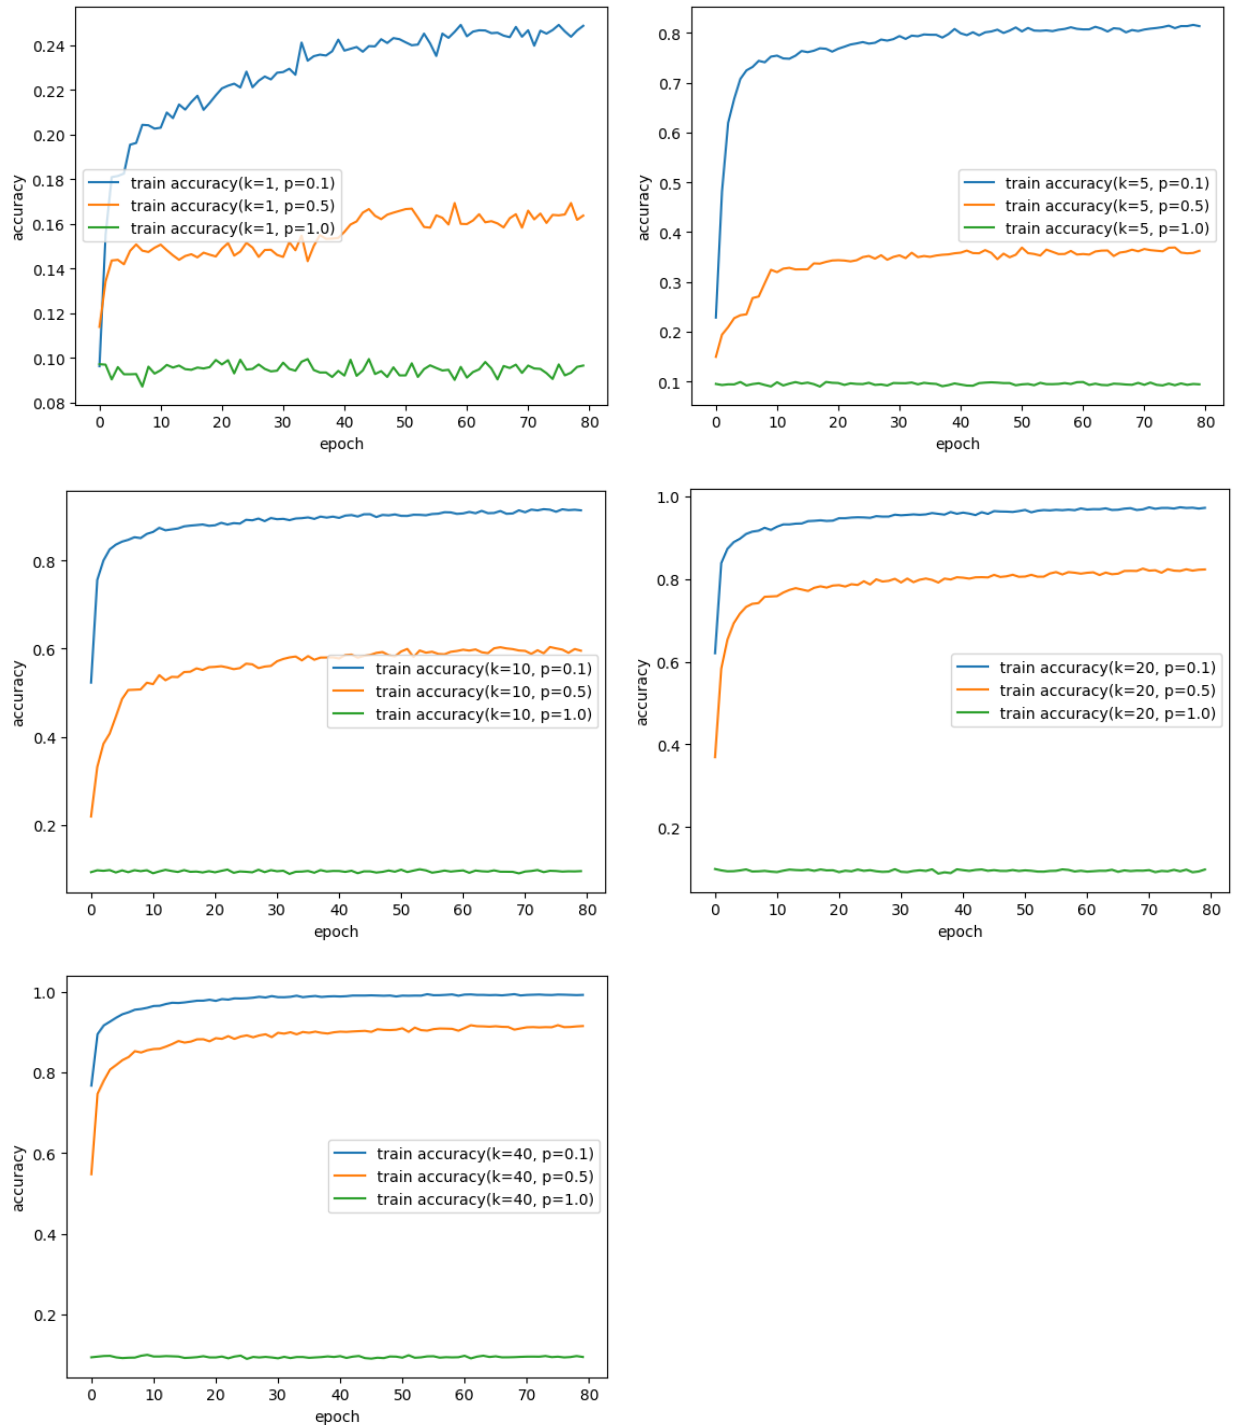 0.24
0.22
0.20
0.18
0.16
0.14
0.12
0.10
0.08
accuracy
train accuracy(k=1, p=0.1)
train accuracy(k=1, p=0.5)
train accuracy(k=1, p=1.0)
0 10 20 30 40 50 60 70 80
epoch
0.8
0.7
0.6
0.5
0.4
0.3
0.2
0.1
accuracy
train accuracy(k=5, p=0.1)
train accuracy(k=5, p=0.5)
train accuracy(k=5, p=1.0)
0 10 20 30 40 50 60 70 80
epoch
0.8
0.6
0.4
0.2
accuracy
train accuracy(k=10, p=0.1)
train accuracy(k=10, p=0.5)
train accuracy(k=10, p=1.0)
0 10 20 30 40 50 60 70 80
epoch
1.0
0.8
0.6
0.4
0.2
accuracy
train accuracy(k=20, p=0.1)
train accuracy(k=20, p=0.5)
train accuracy(k=20, p=1.0)
0 10 20 30 40 50 60 70 80
epoch
1.0
0.8
0.6
0.4
0.2
accuracy
train accuracy(k=40, p=0.1)
train accuracy(k=40, p=0.5)
train accuracy(k=40, p=1.0)
0 10 20 30 40 50 60 70 80
epoch